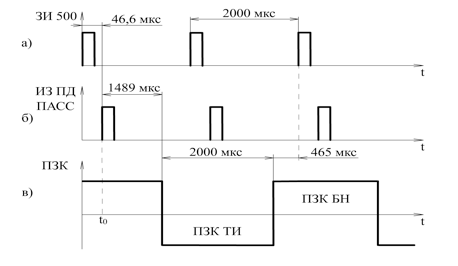 ЗИ 500
46,6 мкс
2000 мкс
а)
t
ИЗ ПД
ПАСС
1489 мкс
б)
t
2000 мкс
465 мкс
ПЗК
в)
ПЗК БН
t₀
ПЗК ТИ
t